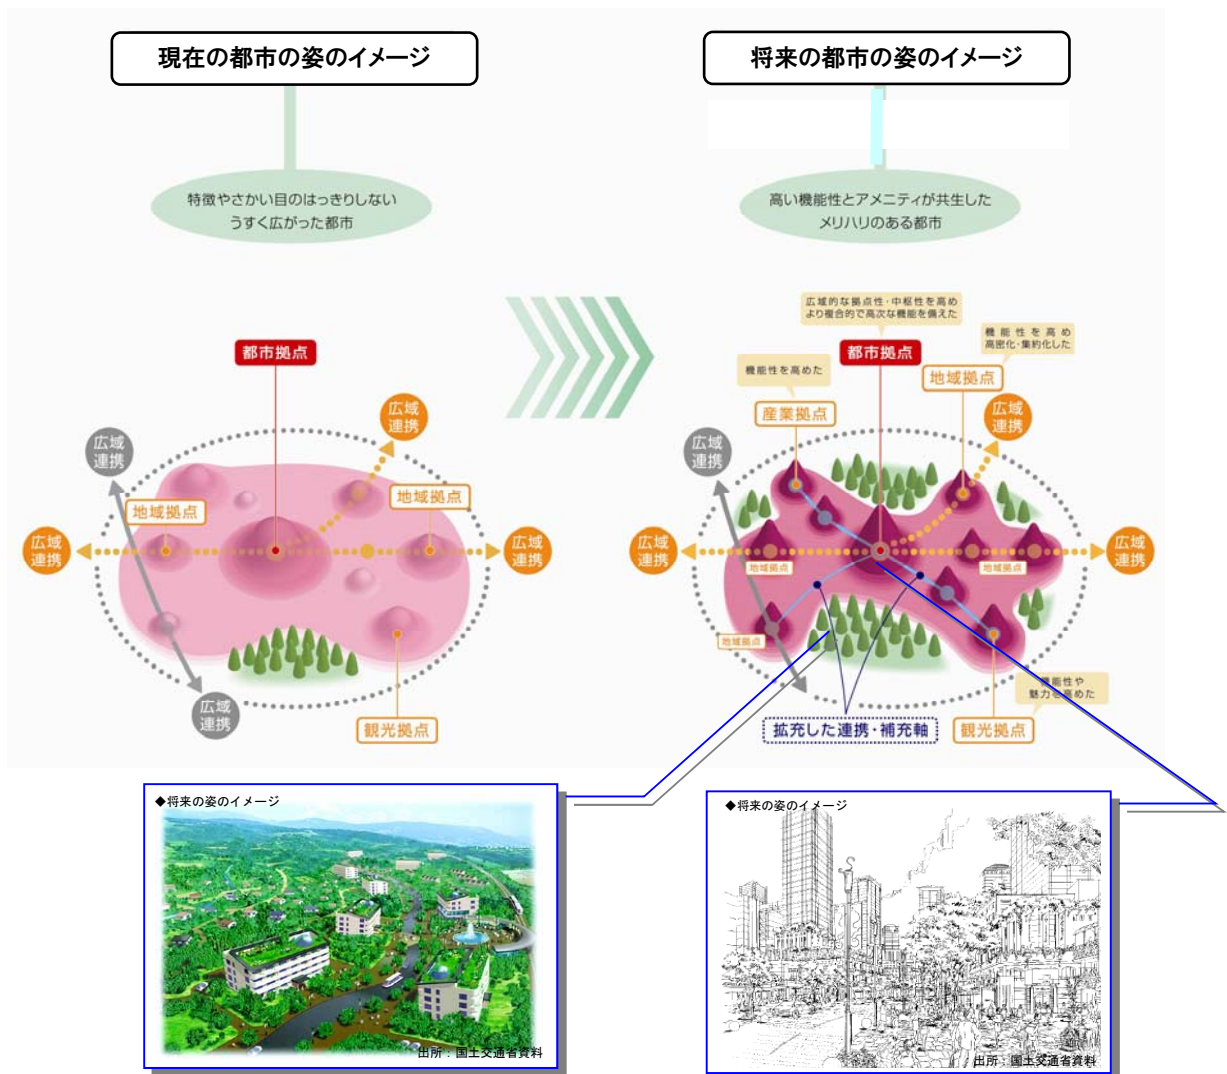 現在の都市の姿のイメージ
特徴やさかい目のはっきりしない
うすく広がった都市
都市拠点
広域
連携
広域
連携
地域拠点
地域拠点
広域
連携
広域
連携
広域
連携
観光拠点
将来の都市の姿のイメージ
高い機能性とアメニティが共生した
メリハリのある都市
広域的な拠点性・中枢性を高め
より複合的で高次な機能を備えた
都市拠点
機能性を高め
高密化・集約化した
地域拠点
機能性を高めた
産業拠点
広域
連携
広域
連携
広域
連携
広域
連携
地域拠点
地域拠点
地域拠点
機能性や
魅力を高めた
観光拠点
拡充した連携・補充軸
◆将来の姿のイメージ
出所：国土交通省資料
◆将来の姿のイメージ
出所：国土交通省資料